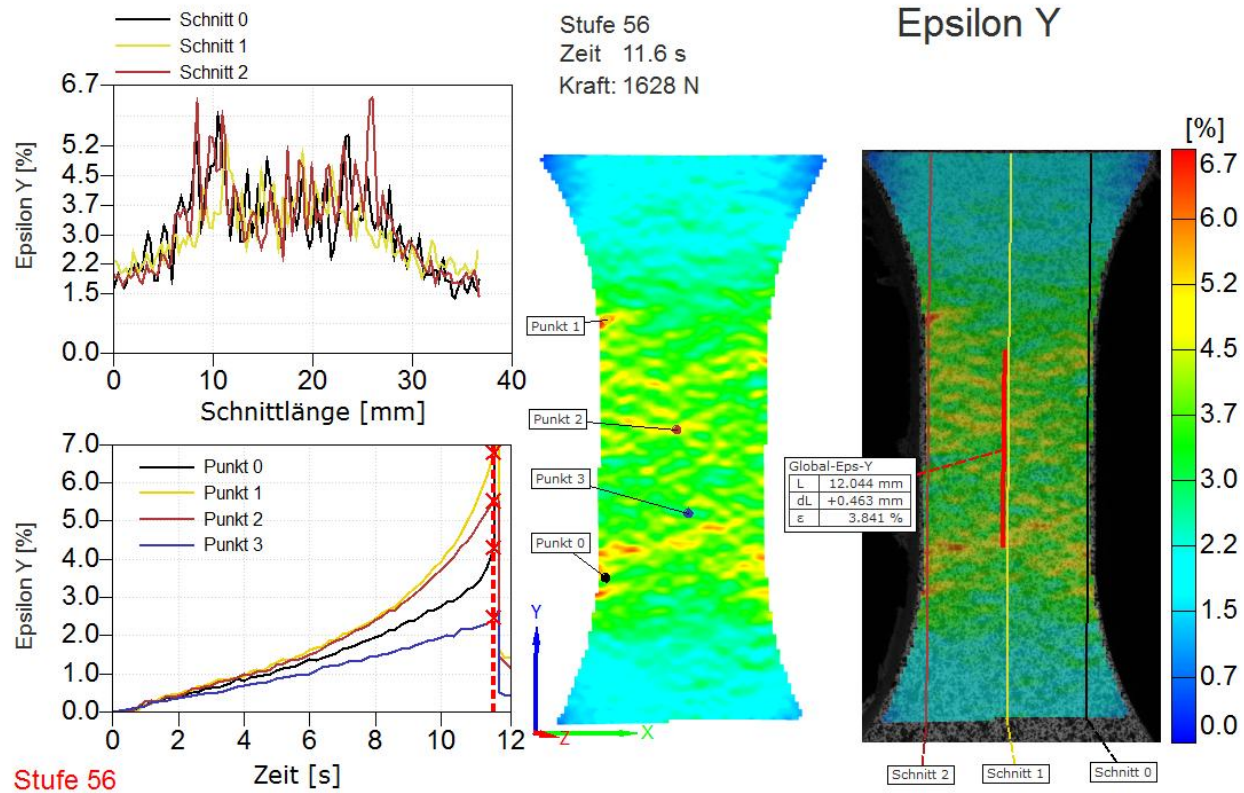 Schnitt 0
Schnitt 1
Schnitt 2
6.7
5.2
4.5
3.7
3.0
2.2
1.5
0.0
Epsilon Y [%]
0 10 20 30 40
Schnittlänge [mm]
7.0
6.0
5.0
4.0
3.0
2.0
1.0
0.0
Epsilon Y [%]
Punkt 0
Punkt 1
Punkt 2
Punkt 3
0 2 4 6 8 10 12
Zeit [s]
Stufe 56
Stufe 56
Zeit 11.6 s
Kraft: 1628 N
Punkt 1
Punkt 2
Punkt 3
Punkt 0
Y
Z
X
Epsilon Y
Global-Eps-Y
L 12.044 mm
dL +0.463 mm
ε 3.841 %
Schnitt 2
Schnitt 1
Schnitt 0
[%]
6.7
6.0
5.2
4.5
3.7
3.0
2.2
1.5
0.7
0.0